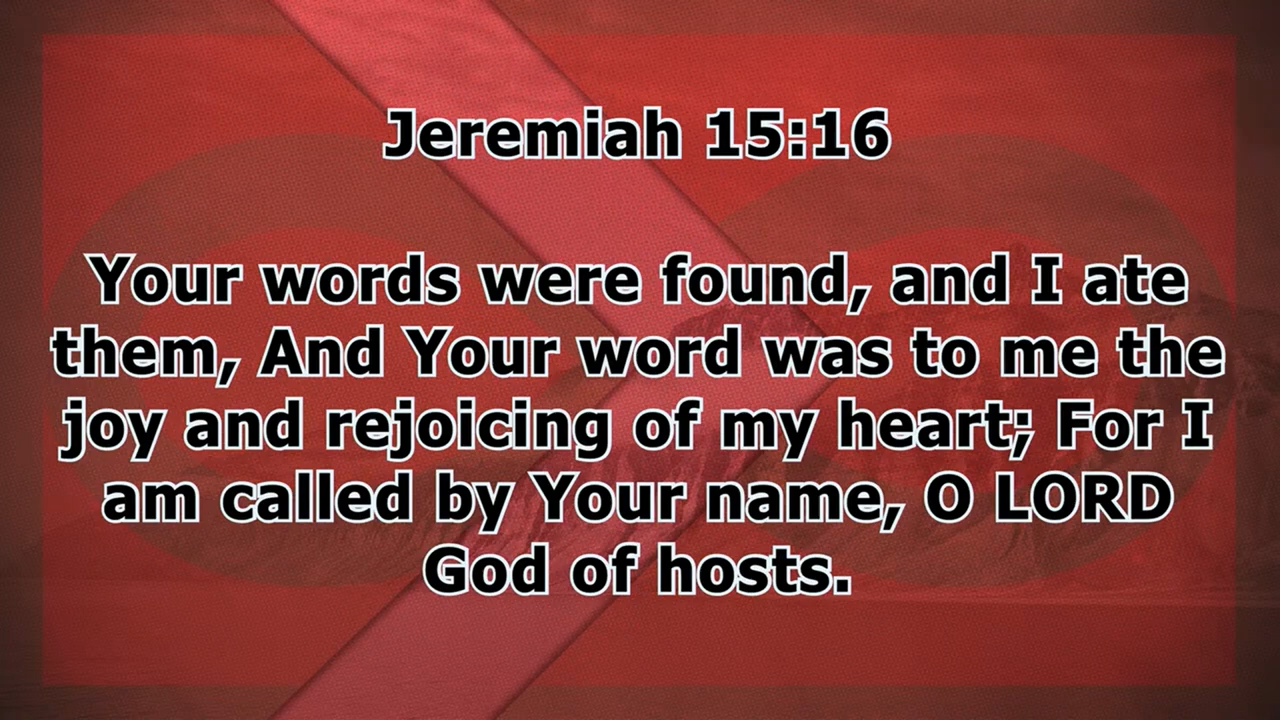 Jeremiah 15:16
Your words were found, and I ate
them, And Your word was to me the
joy and rejoicing of my heart; For I
am called by Your name, O LORD
God of hosts.